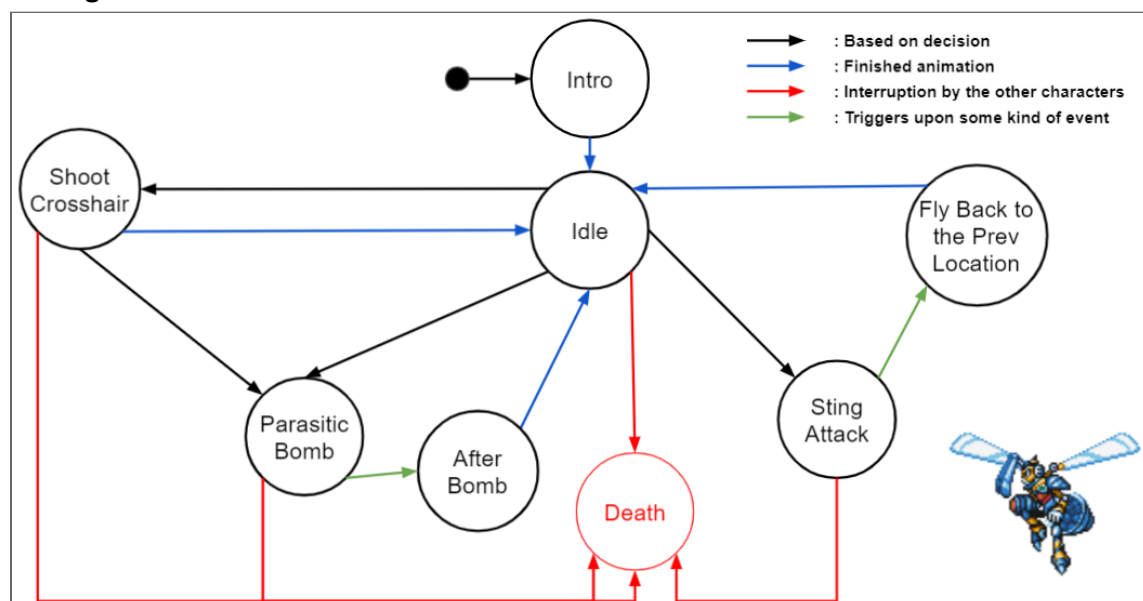 : Based on decision
: Finished animation
: Interruption by the other characters
: Triggers upon some kind of event
Intro
Shoot
Crosshair
Idle
Fly Back to
the Prev
Location
Parasitic
Bomb
After
Bomb
Sting
Attack
Death